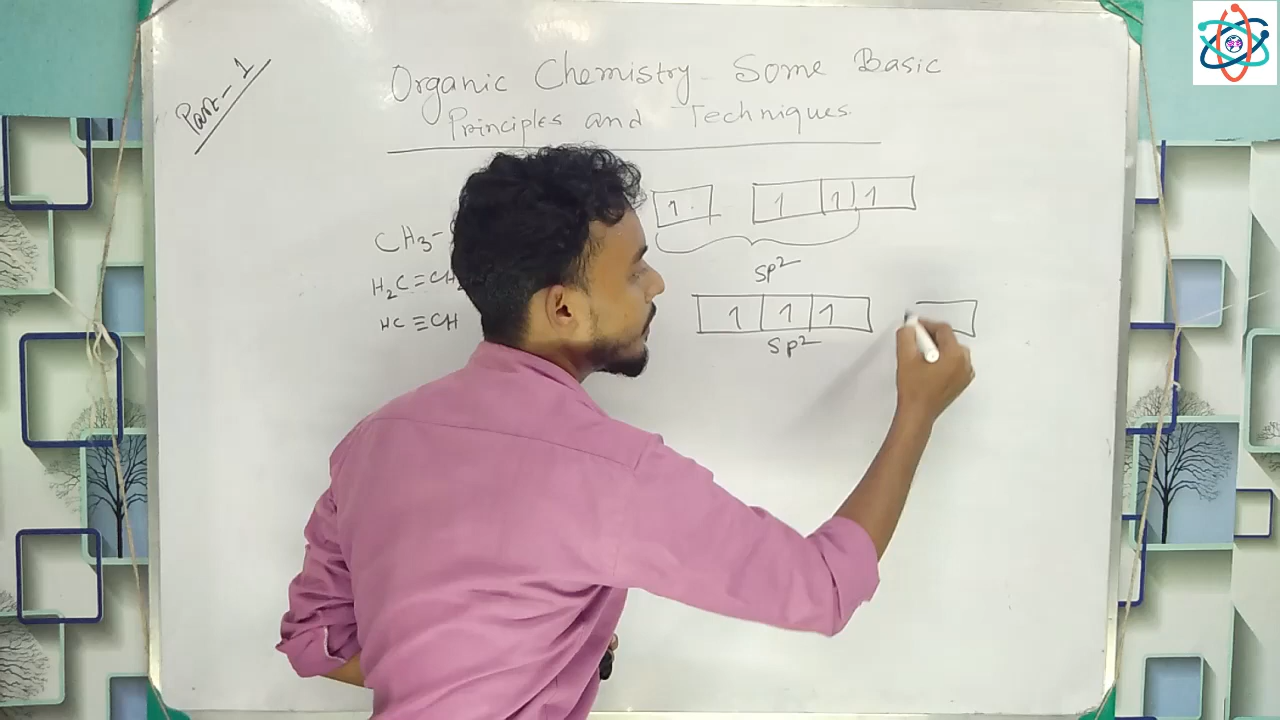 Part-1
Organic Chemistry - Some Basic
Principles and Techniques.
1 1 1 1
CH3-
sp2
H2C=CH2
1 1 1
HC≡CH
sp2